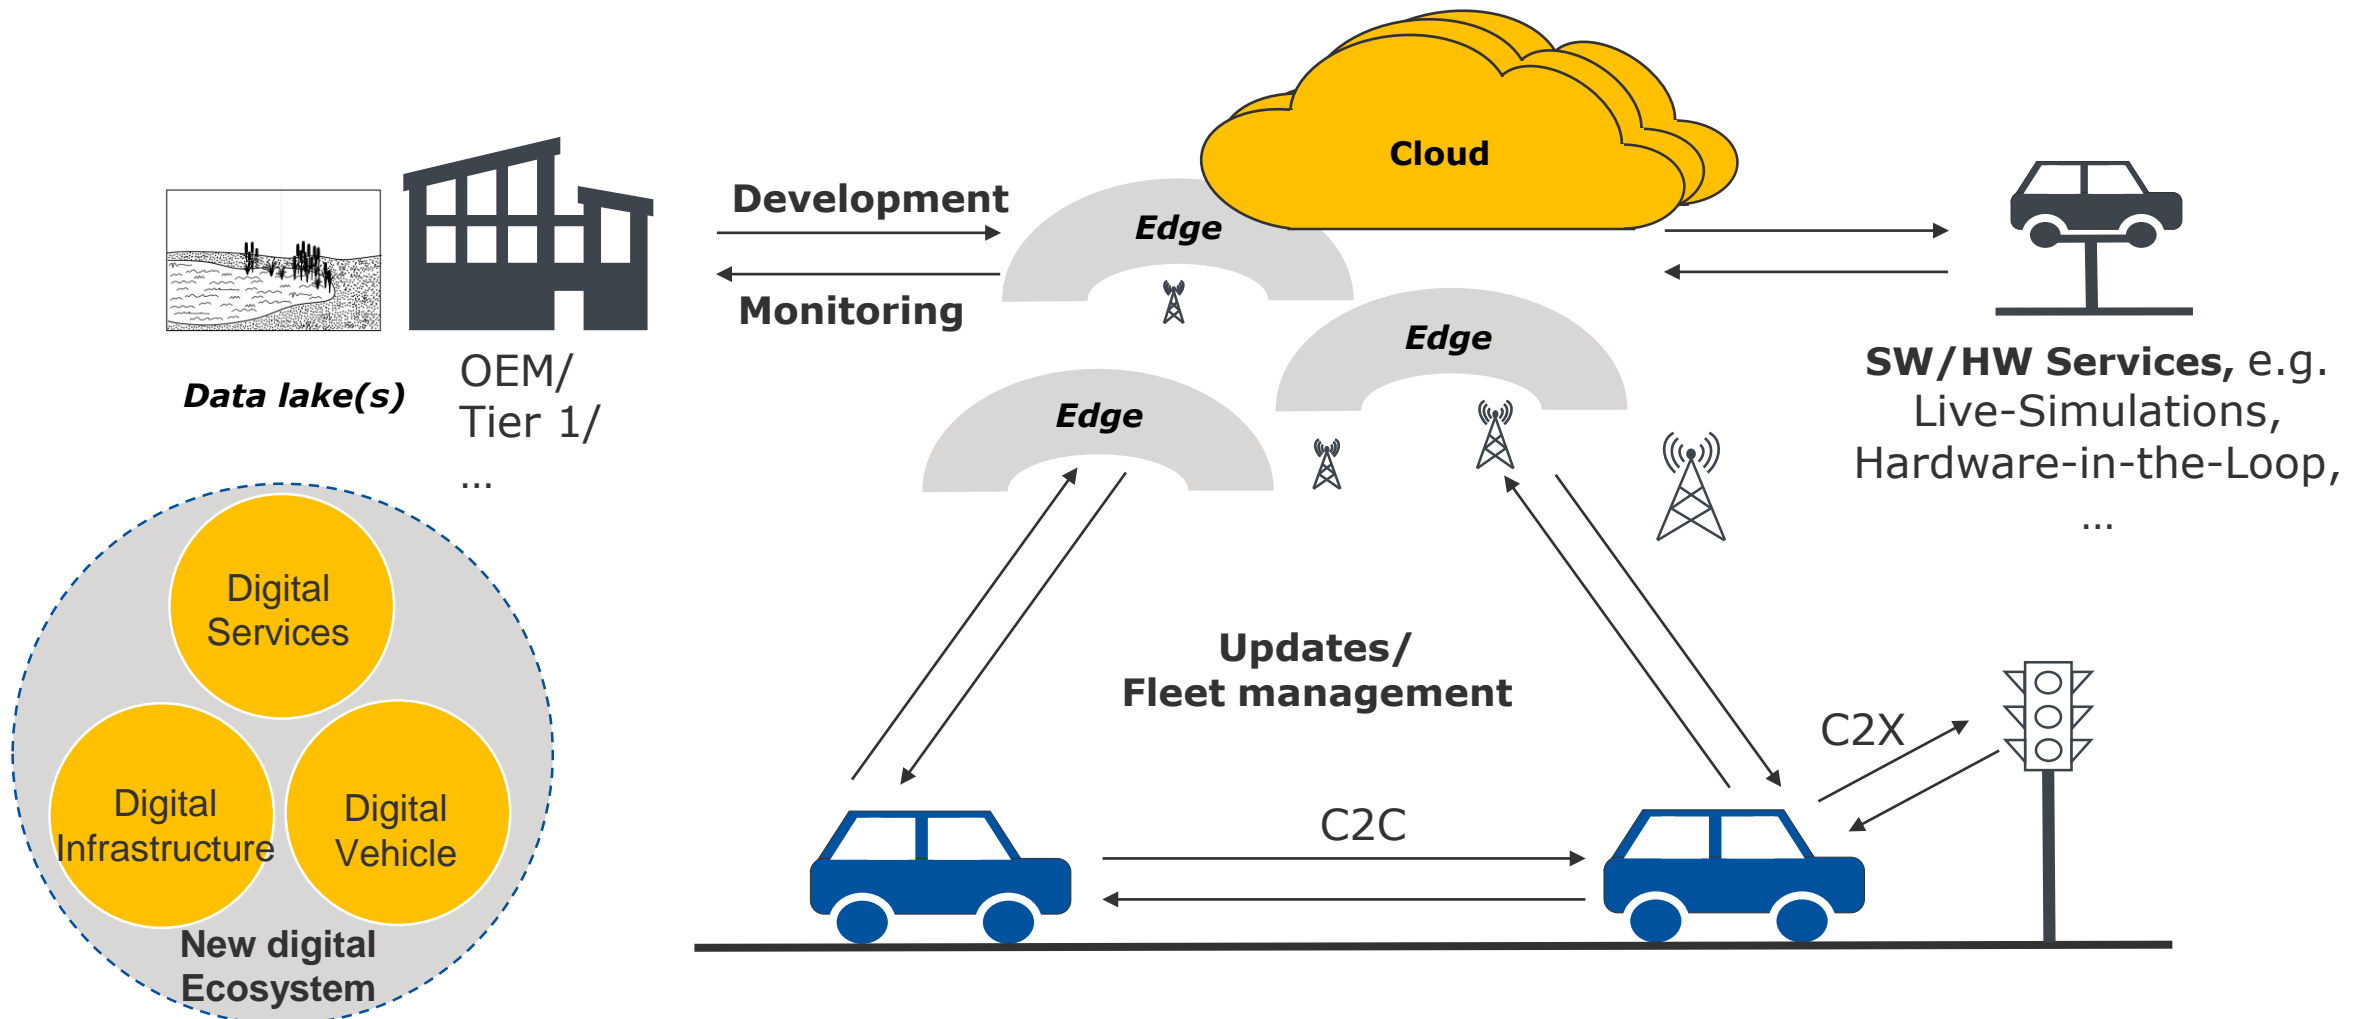 Cloud
Development
Edge
Monitoring
Edge
Edge
Data lake(s)
OEM/
Tier 1/
...
SW/HW Services, e.g.
Live-Simulations,
Hardware-in-the-Loop,
...
Digital
Services
Digital
Infrastructure
Digital
Vehicle
New digital
Ecosystem
Updates/
Fleet management
C2X
C2C